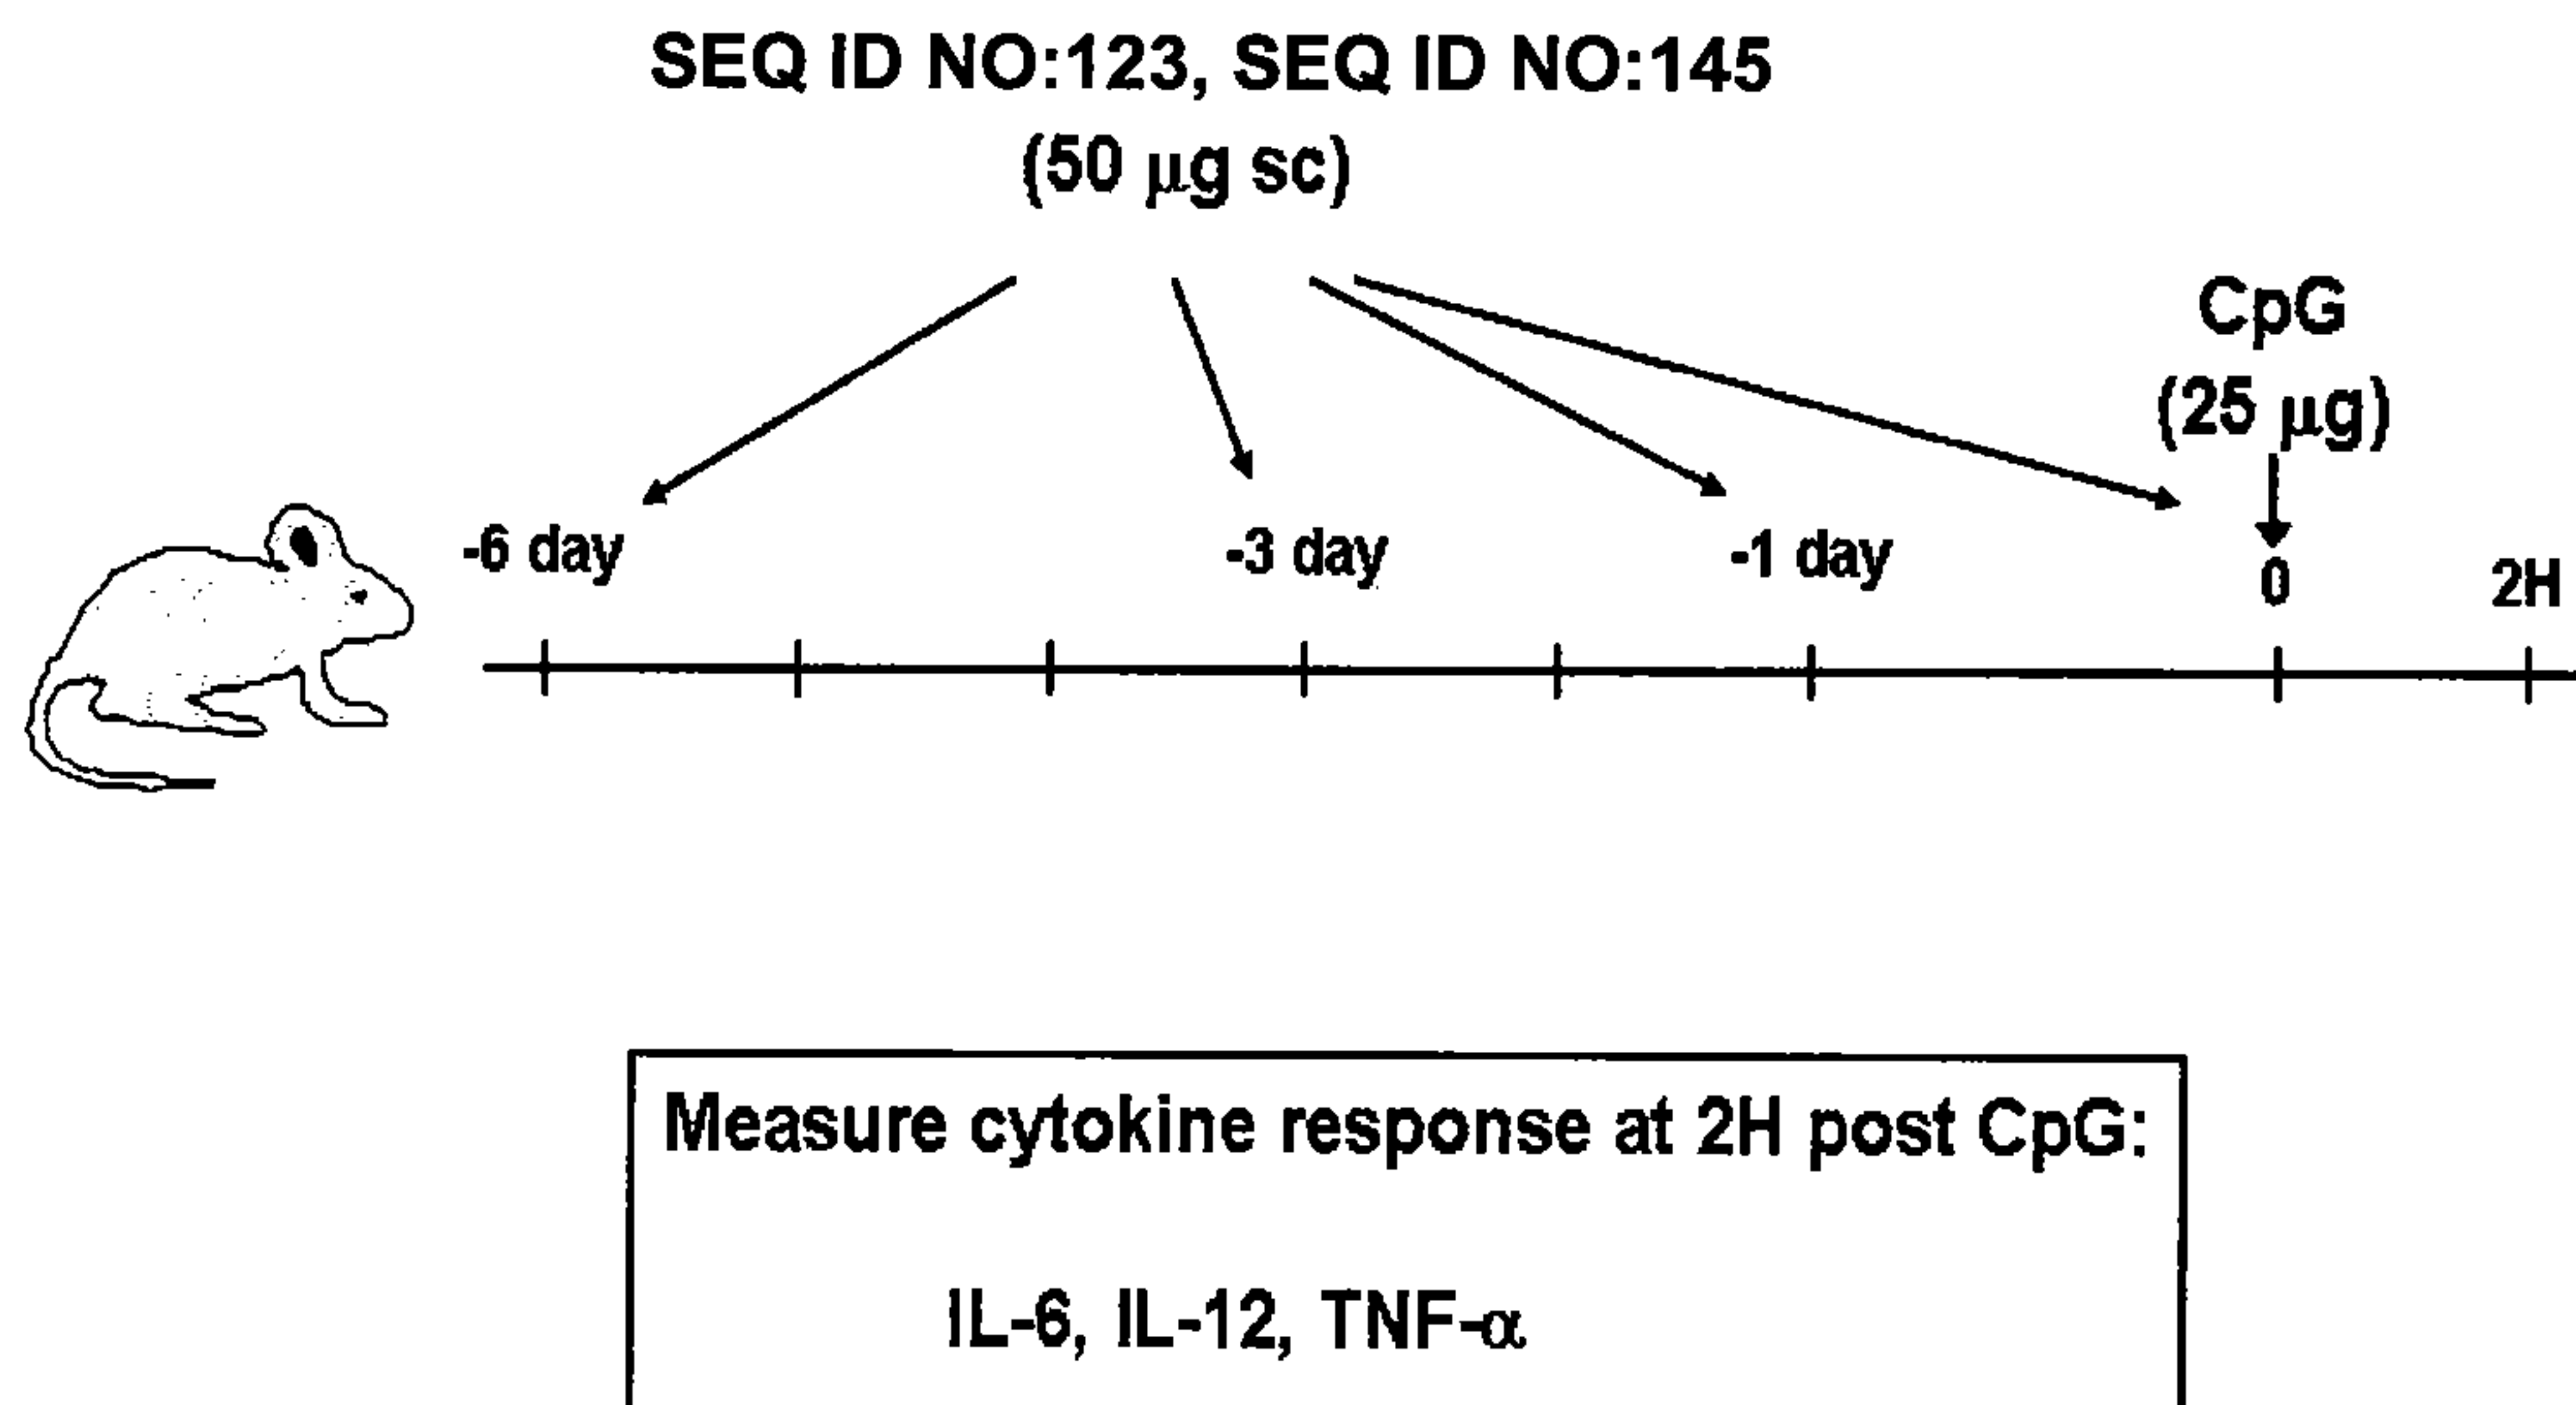 SEQ ID NO:123, SEQ ID NO:145
(50 μg sc)
CpG
(25 μg)
-6 day
-3 day
-1 day
0
2H
Measure cytokine response at 2H post CpG:
IL-6, IL-12, TNF-α